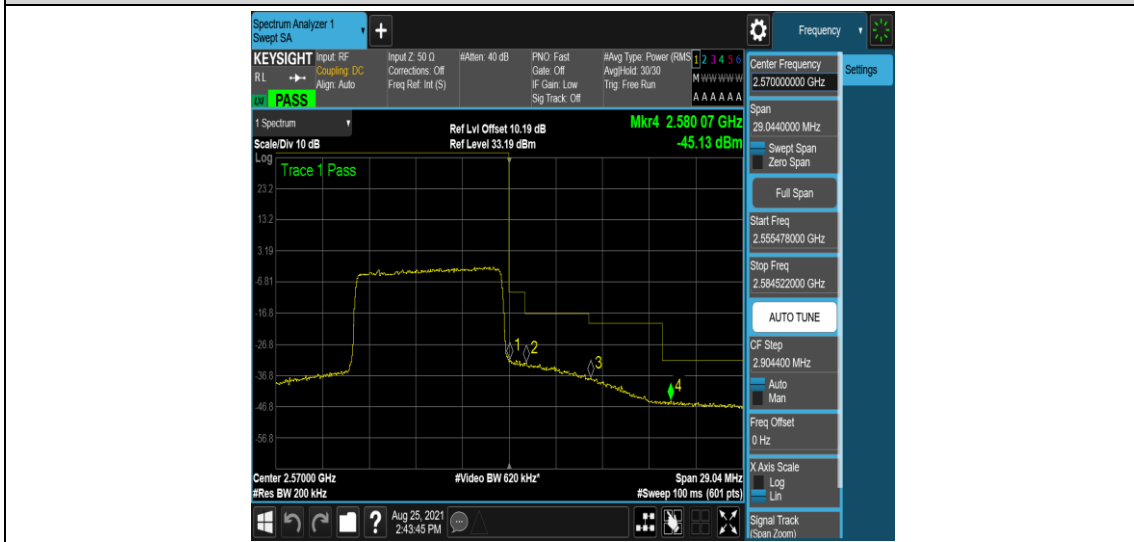 Spectrum Analyzer 1
Swept SA
+
Frequency
KEYSIGHT
RL
LXI
PASS
Input: RF
Coupling: DC
Align: Auto
Input Z: 50 Ω
Corrections: Off
Freq Ref: Int (S)
#Atten: 40 dB
PNO: Fast
Gate: Off
IF Gain: Low
Sig Track: Off
#Avg Type: Power (RMS
Avg|Hold: 30/30
Trig: Free Run
1 2 3 4 5 6
M W W W W W
A A A A A A
1 Spectrum
Scale/Div 10 dB
Ref Lvl Offset 10.19 dB
Ref Level 33.19 dBm
Mkr4 2.580 07 GHz
-45.13 dBm
Log
Trace 1 Pass
23.2
13.2
3.19
-6.81
-16.8
-26.8
-36.8
-46.8
-56.8
1
2
3
4
Center 2.57000 GHz
#Res BW 200 kHz
#Video BW 620 kHz*
Span 29.04 MHz
#Sweep 100 ms (601 pts)
Center Frequency
2.570000000 GHz
Settings
Span
29.0440000 MHz
Swept Span
Zero Span
Full Span
Start Freq
2.555478000 GHz
Stop Freq
2.584522000 GHz
AUTO TUNE
CF Step
2.904400 MHz
Auto
Man
Freq Offset
0 Hz
X Axis Scale
Log
Lin
Signal Track
(Span Zoom)
?
Aug 25, 2021
2:43:45 PM